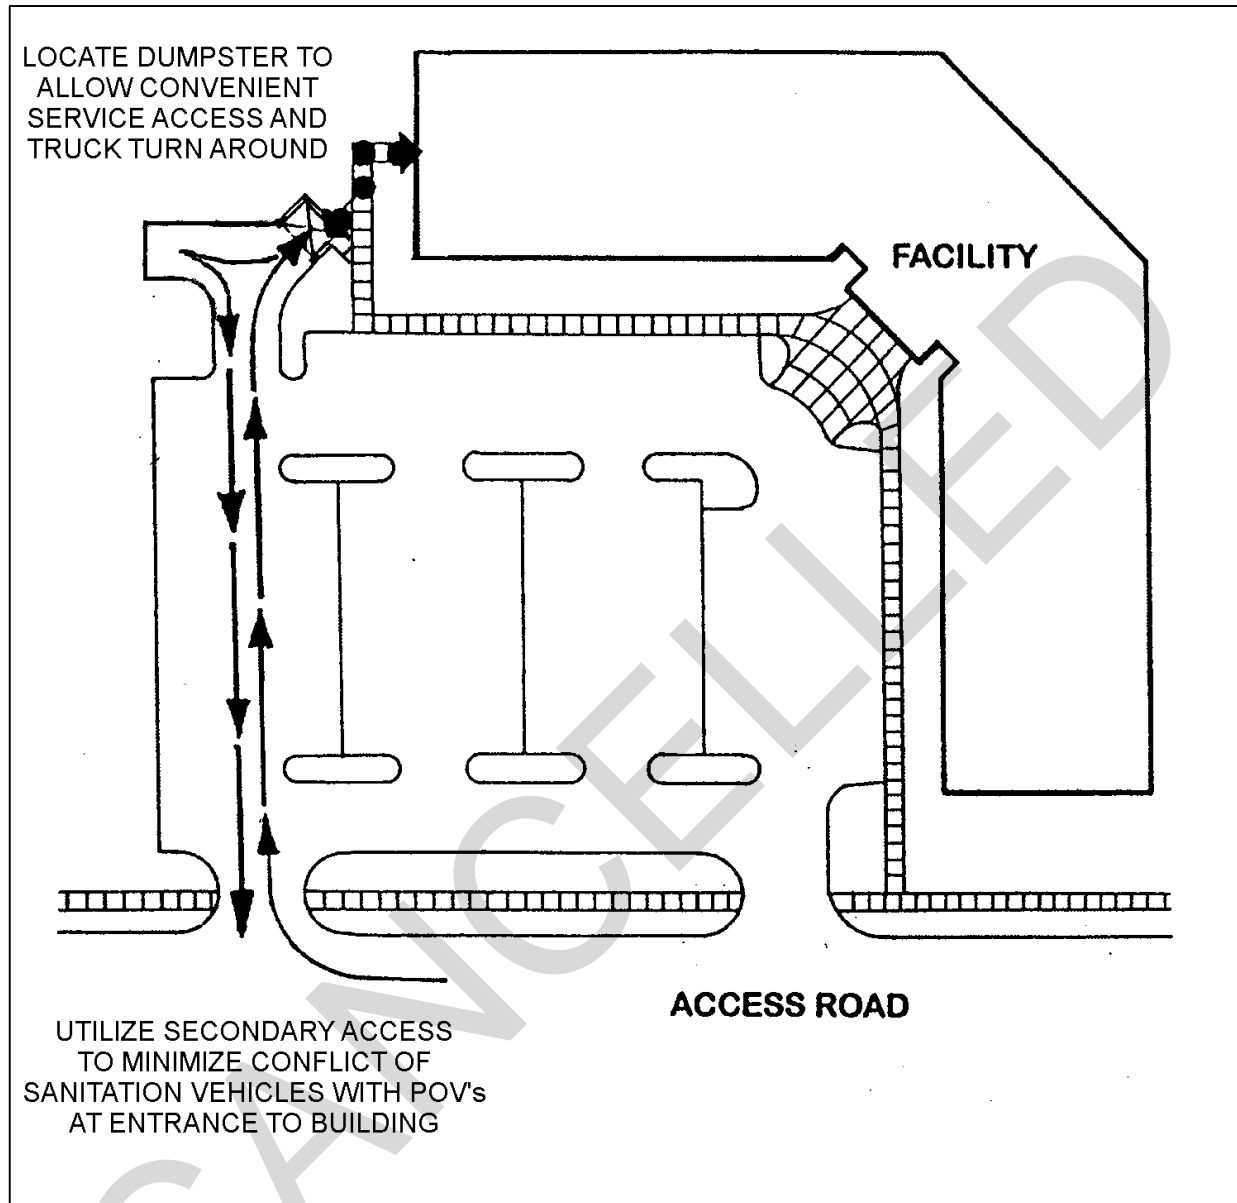 LOCATE DUMPSTER TO
ALLOW CONVENIENT
SERVICE ACCESS AND
TRUCK TURN AROUND
FACILITY
ACCESS ROAD
UTILIZE SECONDARY ACCESS
TO MINIMIZE CONFLICT OF
SANITATION VEHICLES WITH POV's
AT ENTRANCE TO BUILDING
CANCELLED